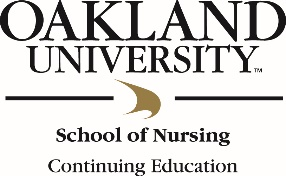 OAKLAND
UNIVERSITY™
School of Nursing
Continuing Education